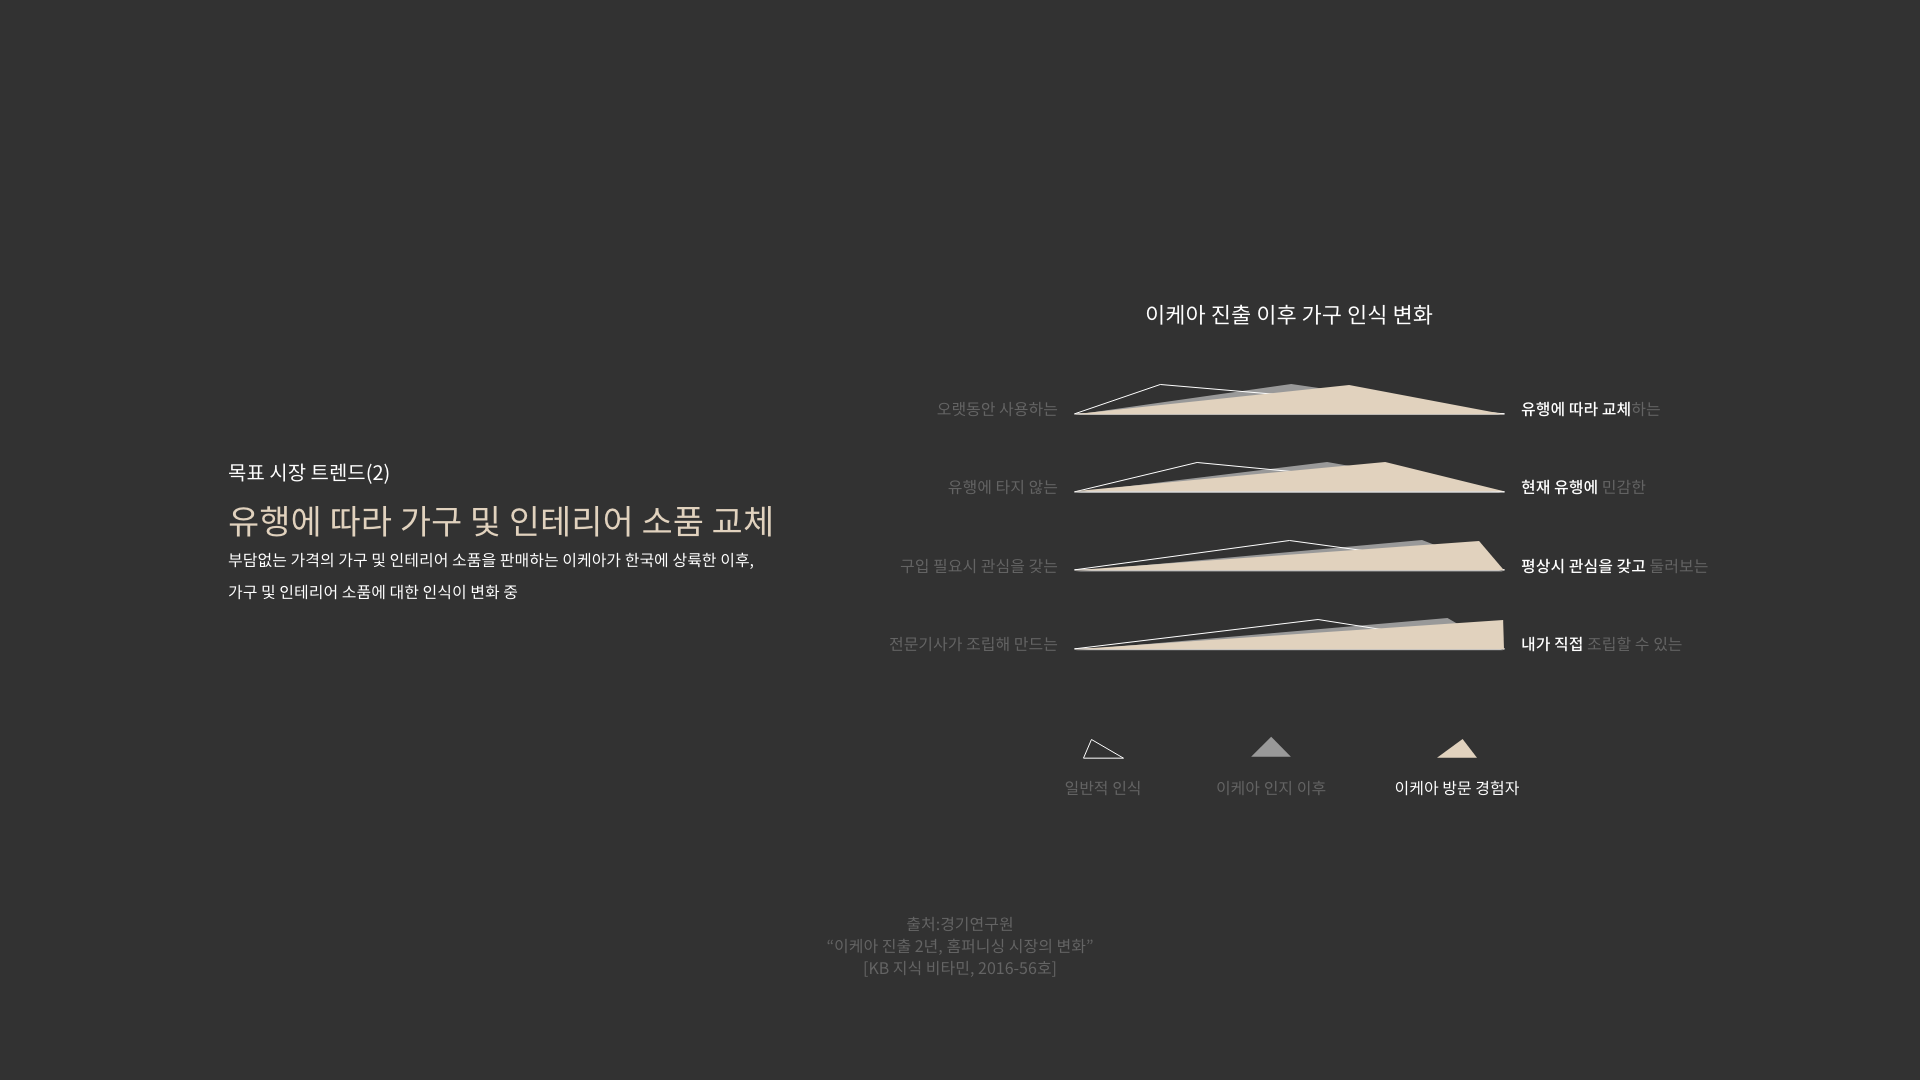 목표 시장 트렌드(2)
유행에 따라 가구 및 인테리어 소품 교체
부담없는 가격의 가구 및 인테리어 소품을 판매하는 이케아가 한국에 상륙한 이후,
가구 및 인테리어 소품에 대한 인식이 변화 중
이케아 진출 이후 가구 인식 변화
오랫동안 사용하는 유행에 따라 교체하는
유행에 타지 않는 현재 유행에 민감한
구입 필요시 관심을 갖는 평상시 관심을 갖고 둘러보는
전문기사가 조립해 만드는 내가 직접 조립할 수 있는
일반적 인식 이케아 인지 이후 이케아 방문 경험자
출처:경기연구원
“이케아 진출 2년, 홈퍼니싱 시장의 변화”
[KB 지식 비타민, 2016-56호]